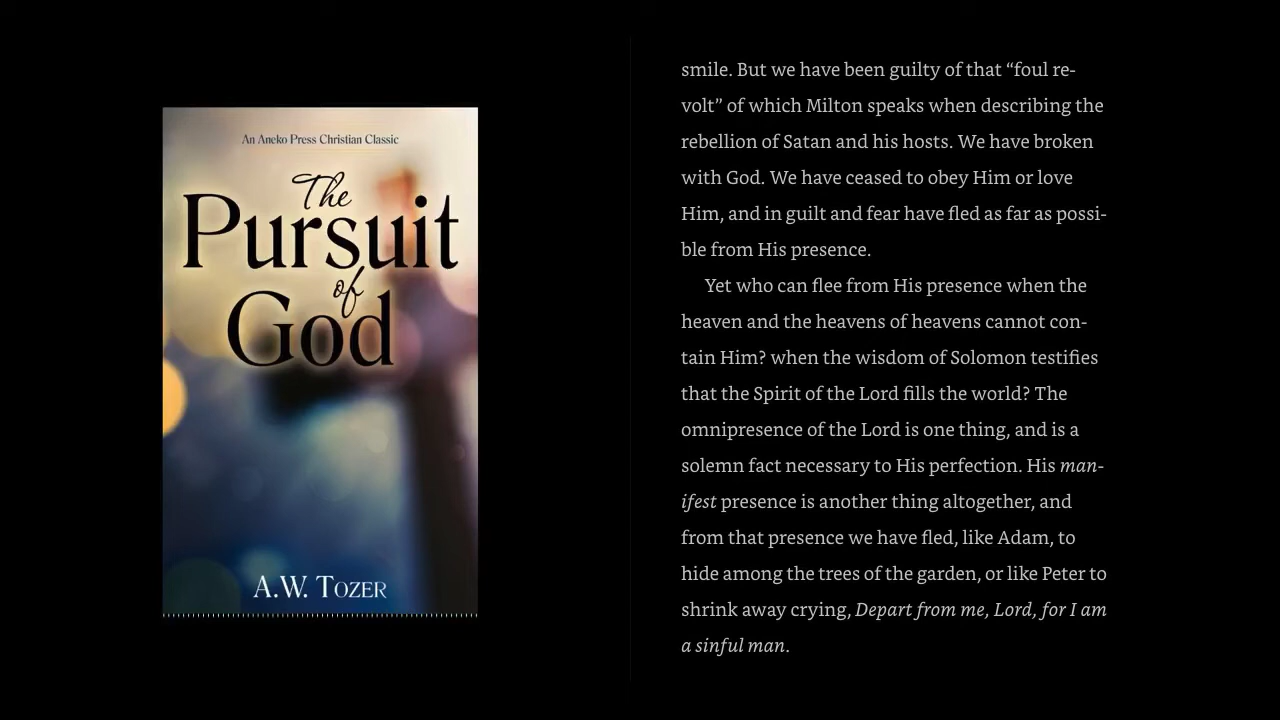 An Aneko Press Christian Classic
The
Pursuit
of
God
A.W. Tozer
smile. But we have been guilty of that “foul re-
volt” of which Milton speaks when describing the
rebellion of Satan and his hosts. We have broken
with God. We have ceased to obey Him or love
Him, and in guilt and fear have fled as far as possi-
ble from His presence.
Yet who can flee from His presence when the
heaven and the heavens of heavens cannot con-
tain Him? when the wisdom of Solomon testifies
that the Spirit of the Lord fills the world? The
omnipresence of the Lord is one thing, and is a
solemn fact necessary to His perfection. His man-
ifest presence is another thing altogether, and
from that presence we have fled, like Adam, to
hide among the trees of the garden, or like Peter to
shrink away crying, Depart from me, Lord, for I am
a sinful man.